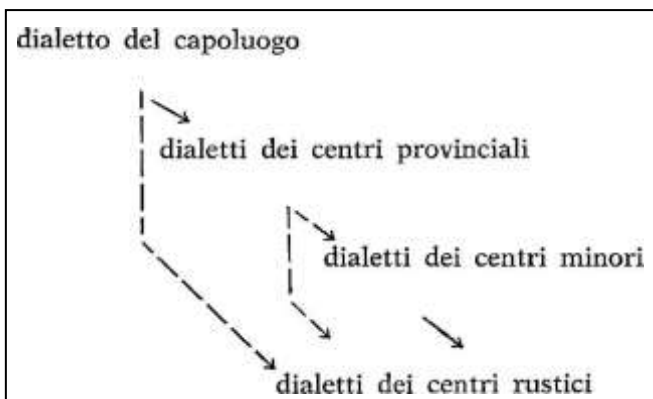 dialetto del capoluogo
dialetti dei centri provinciali
dialetti dei centri minori
dialetti dei centri rustici